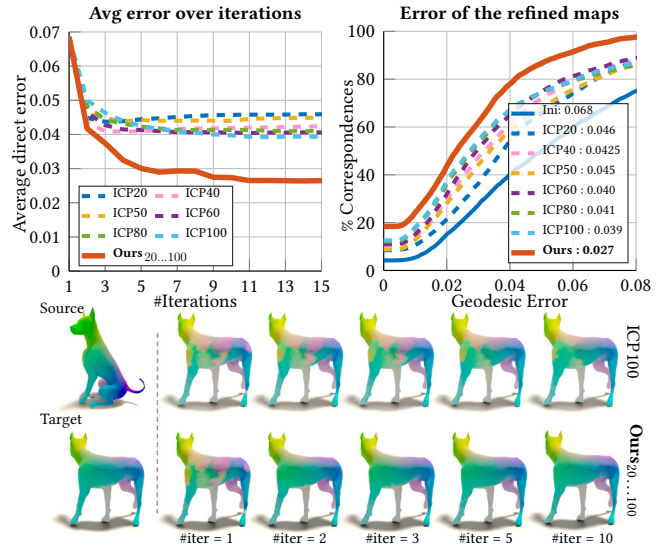 Avg error over iterations
Average direct error
0.07
0.06
0.05
0.04
0.03
0.02
0.01
0
ICP20
ICP40
ICP50
ICP60
ICP80
ICP100
Ours20...100
1 3 5 7 9 11 13 15
#Iterations
Error of the refined maps
% Correspondences
100
80
60
40
20
0
Ini: 0.068
ICP20 : 0.046
ICP40 : 0.0425
ICP50 : 0.045
ICP60 : 0.040
ICP80 : 0.041
ICP100 : 0.039
Ours : 0.027
0 0.02 0.04 0.06 0.08
Geodesic Error
Source
ICP100
Target
Ours20...100
#iter = 1 #iter = 2 #iter = 3 #iter = 5 #iter = 10